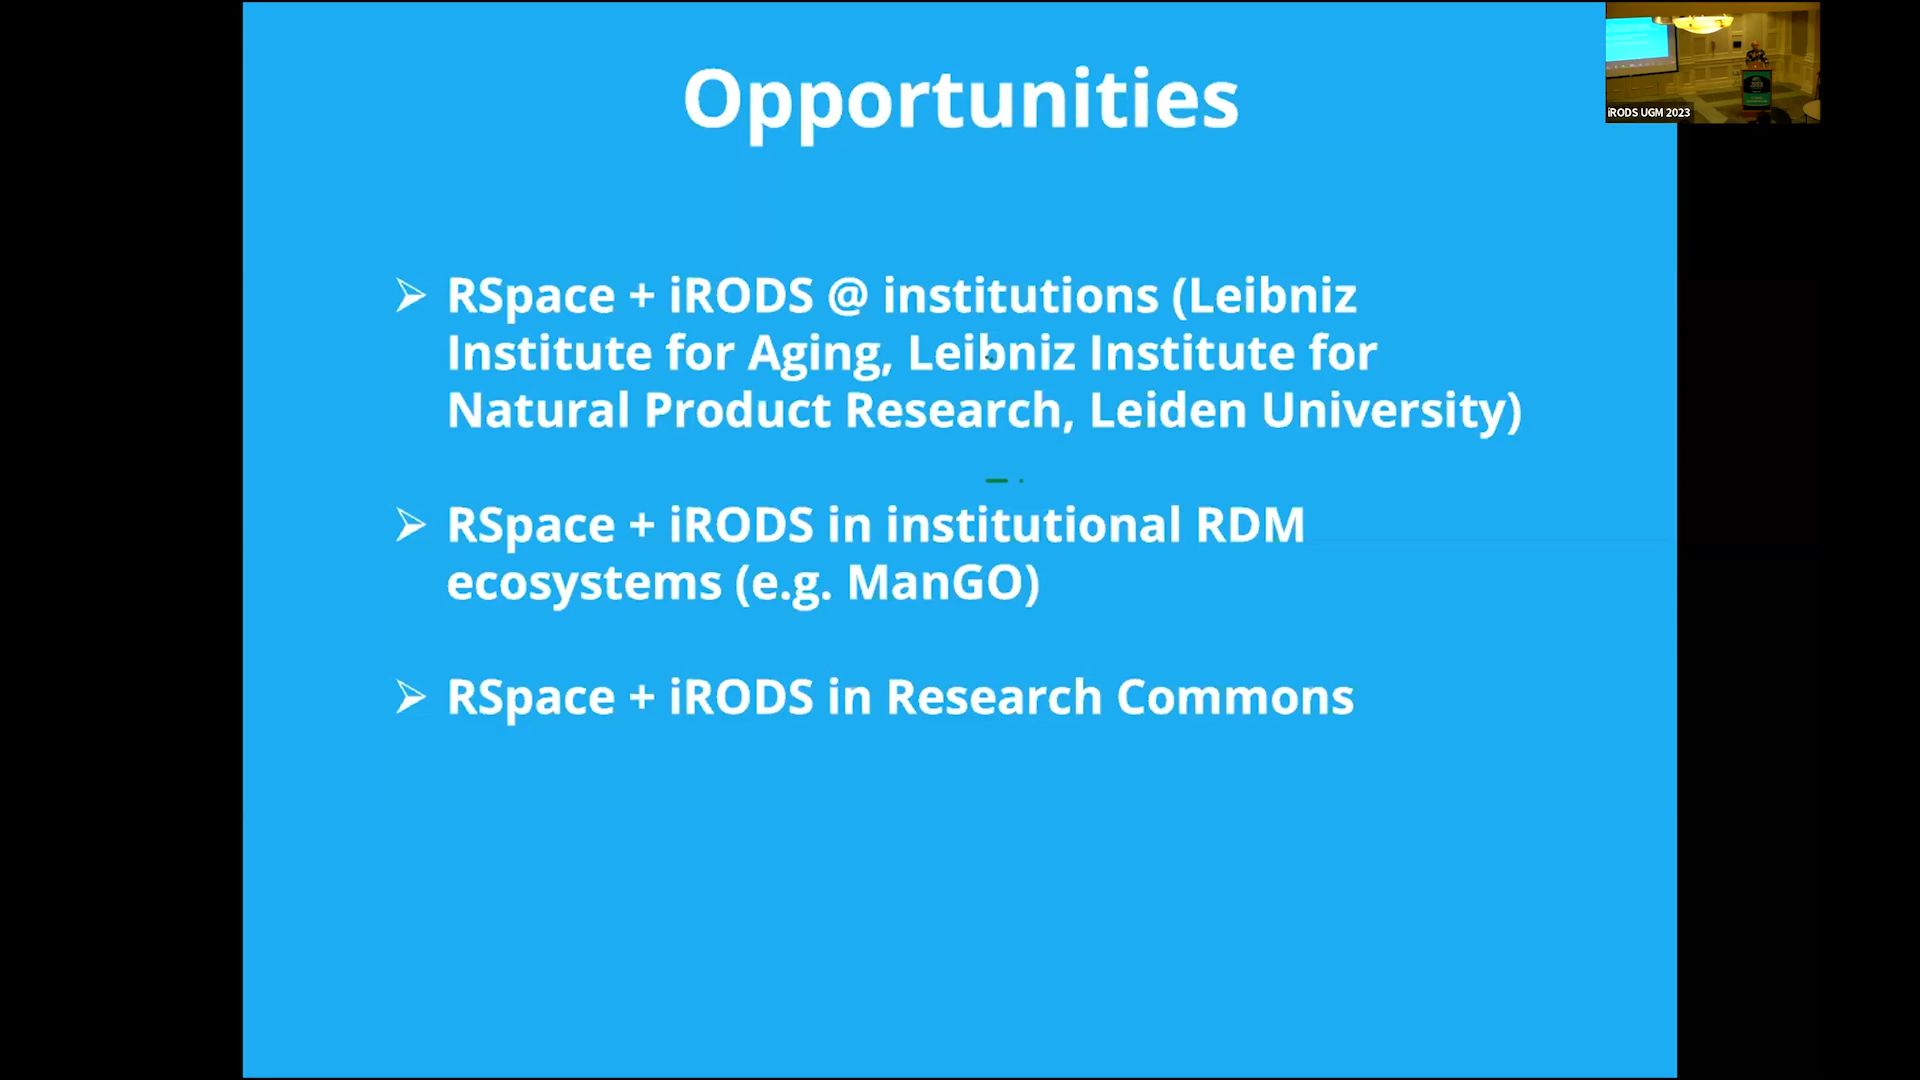 Opportunities
iRODS UGM 2023
➢ RSpace + iRODS @ institutions (Leibniz
Institute for Aging, Leibniz Institute for
Natural Product Research, Leiden University)
➢ RSpace + iRODS in institutional RDM
ecosystems (e.g. ManGO)
➢ RSpace + iRODS in Research Commons